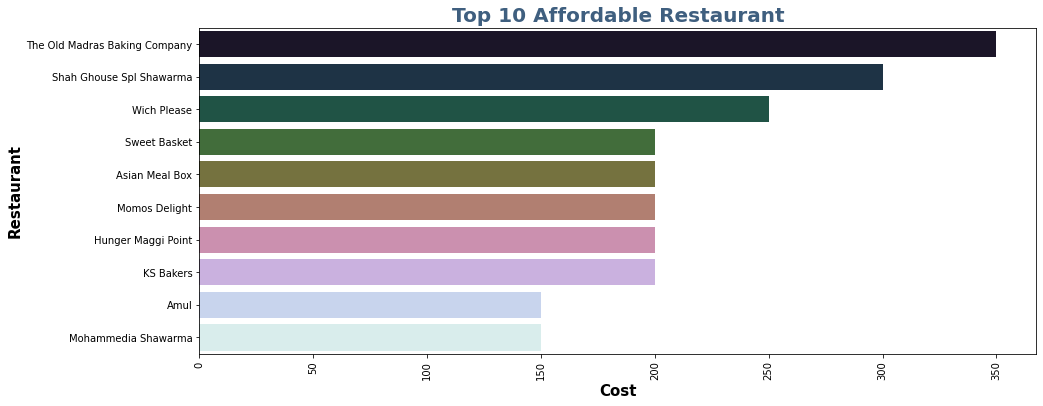 Top 10 Affordable Restaurant
Restaurant
The Old Madras Baking Company
Shah Ghouse Spl Shawarma
Wich Please
Sweet Basket
Asian Meal Box
Momos Delight
Hunger Maggi Point
KS Bakers
Amul
Mohammedia Shawarma
0
50
100
150
200
250
300
350
Cost